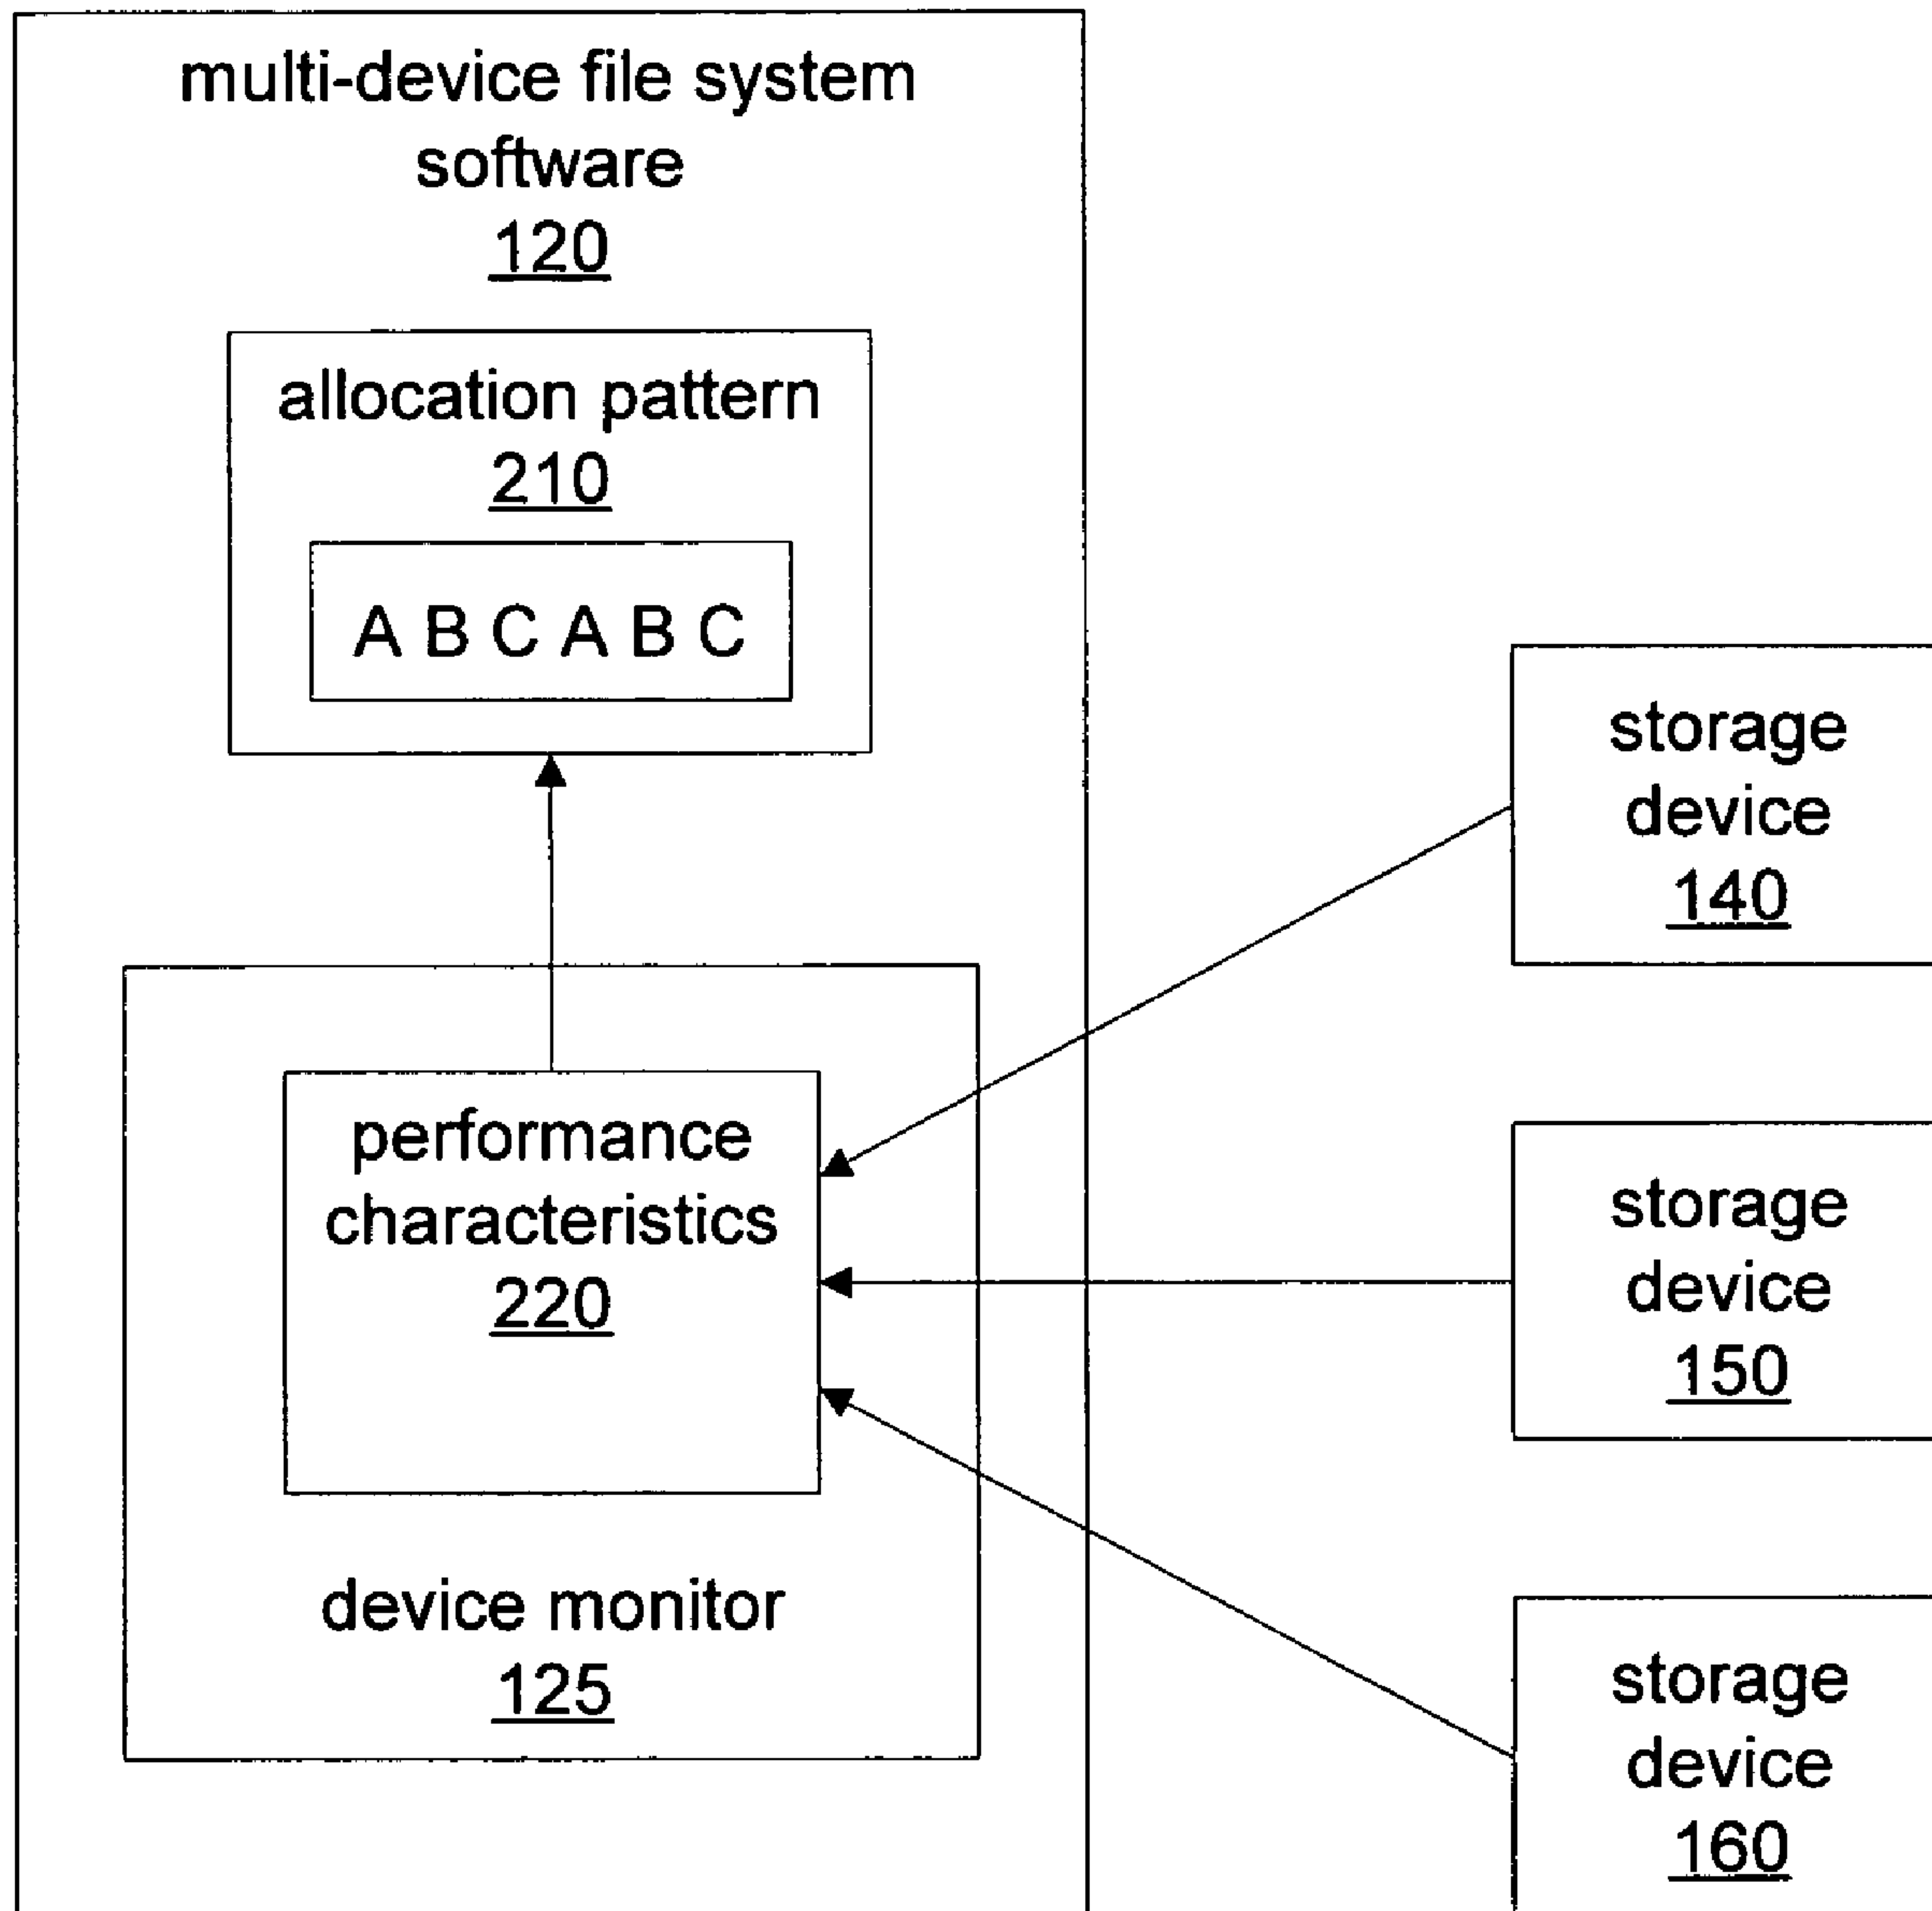 multi-device file system
software
120
allocation pattern
210
A B C A B C
storage
device
140
performance
characteristics
220
storage
device
150
device monitor
125
storage
device
160